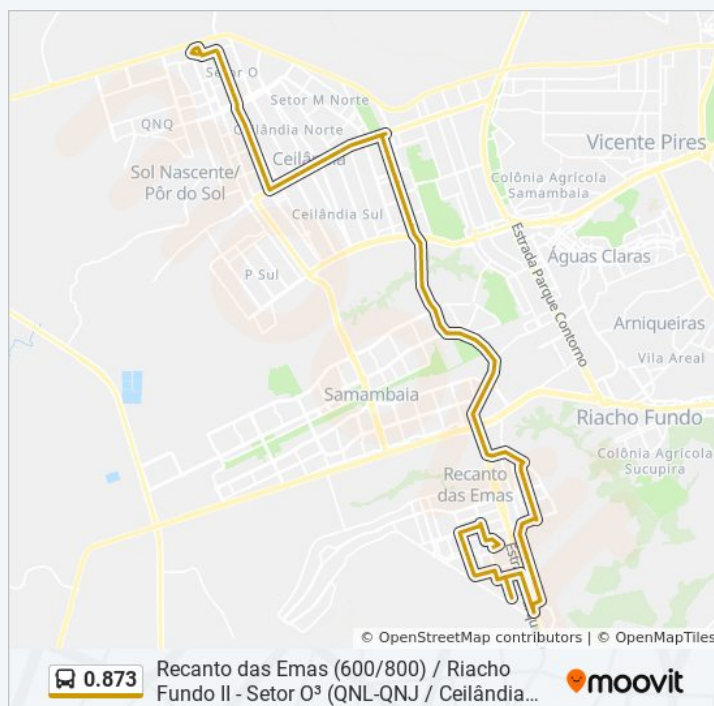 Setor O
Setor M Norte
QNQ
Ceilândia Norte
Vicente Pires
Ceilândia
Sol Nascente/
Pôr do Sol
Colônia Agrícola
Samambaia
Ceilândia Sul
Estrada Parque Contorno
Águas Claras
P Sul
Arniqueiras
Vila Areal
Samambaia
Riacho Fundo
Colônia Agrícola
Sucupira
Recanto
das Emas
© OpenStreetMap contributors | © OpenMapTiles
0.873
Recanto das Emas (600/800) / Riacho
Fundo II - Setor O³ (QNL-QNJ / Ceilândia...
moovit